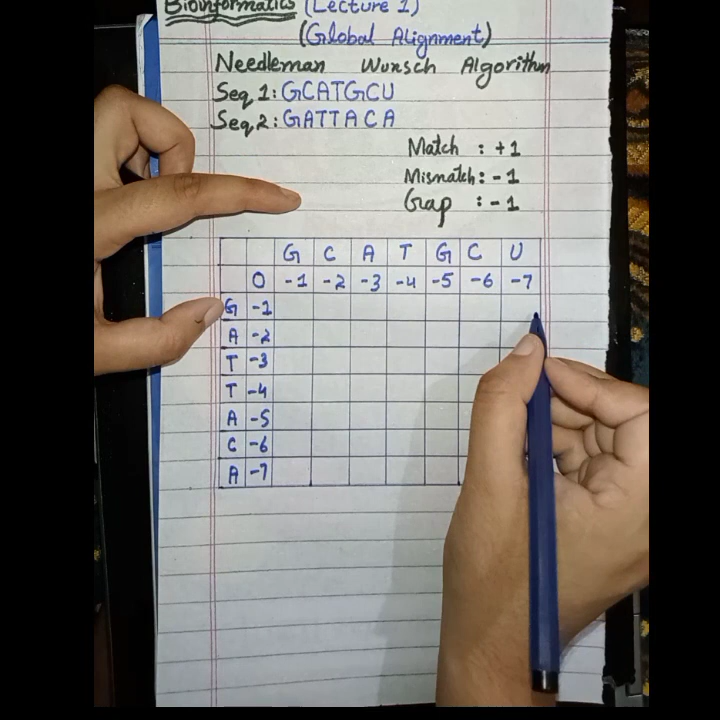 Bioinformatics (Lecture 1)
(Global Alignment)
Needleman Wunsch Algorithm
Seq 1: GCATGCU
Seq 2: GATTACA
Match : +1
Mismatch: -1
Gap : -1
G C A T G C U
0 -1 -2 -3 -4 -5 -6 -7
G -1
A -2
T -3
T -4
A -5
C -6
A -7